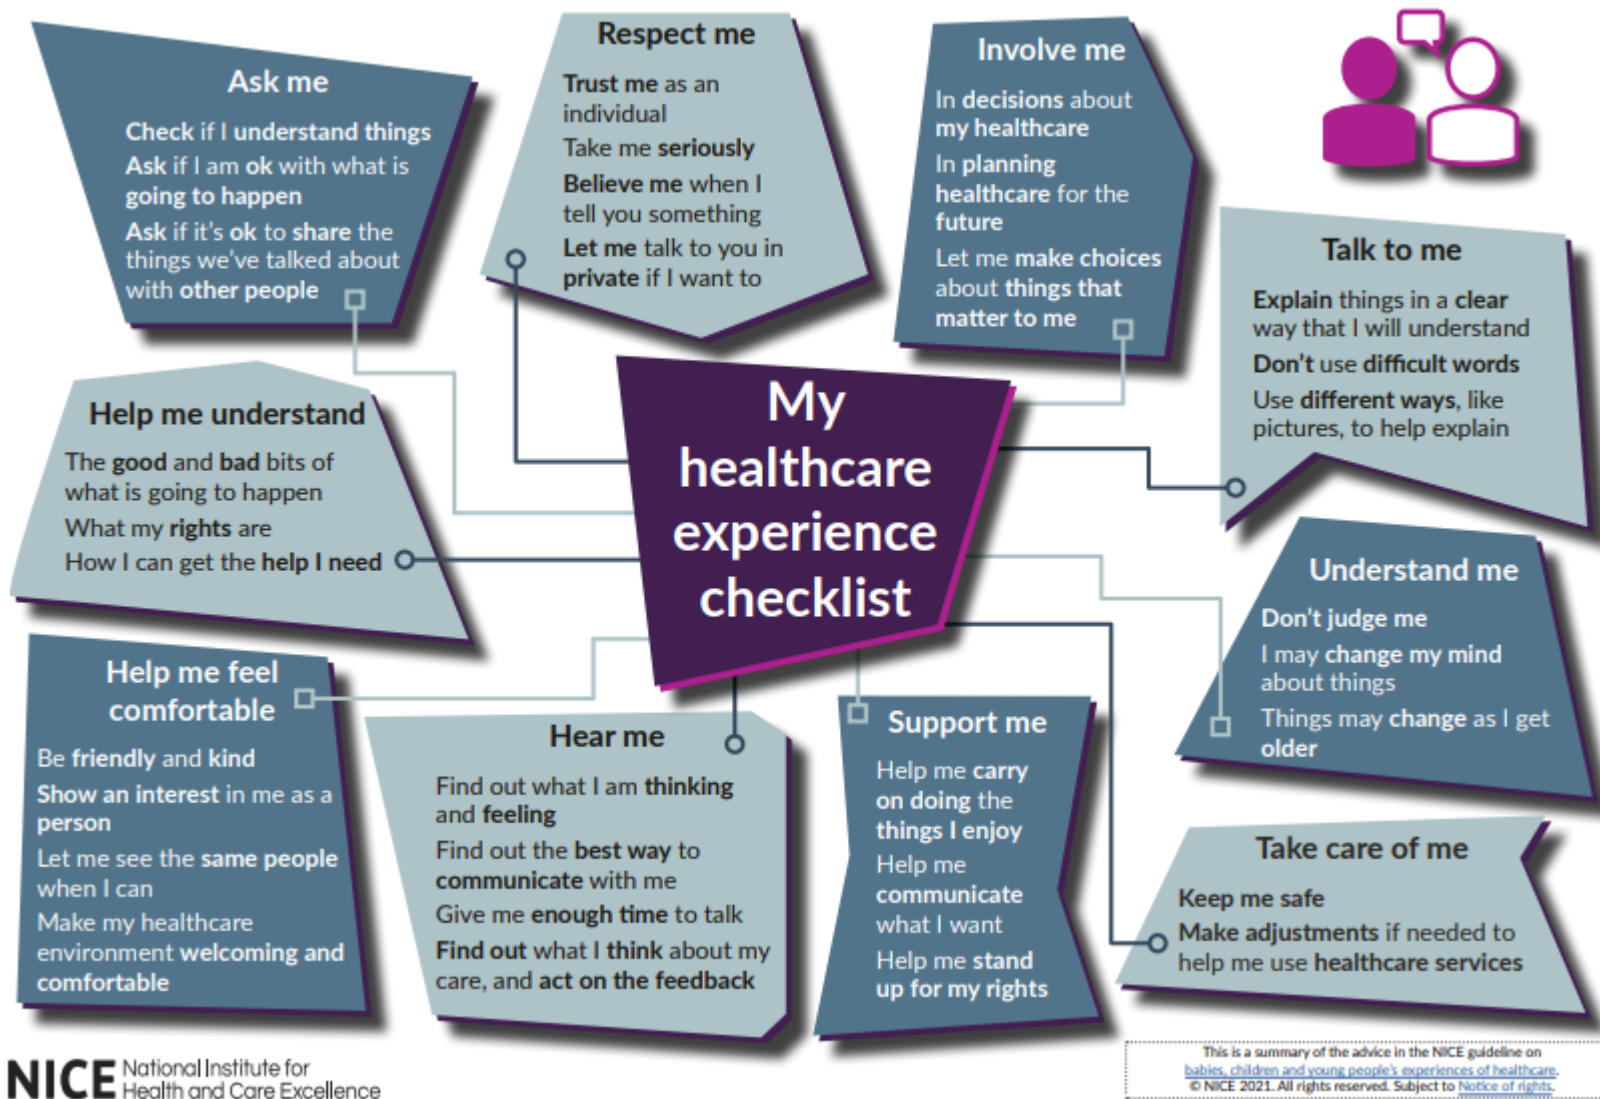 Ask me
Check if I understand things
Ask if I am ok with what is
going to happen
Ask if it's ok to share the
things we've talked about
with other people
Respect me
Trust me as an
individual
Take me seriously
Believe me when I
tell you something
Let me talk to you in
private if I want to
Involve me
In decisions about
my healthcare
In planning
healthcare for the
future
Let me make choices
about things that
matter to me
Talk to me
Explain things in a clear
way that I will understand
Don't use difficult words
Use different ways, like
pictures, to help explain
Help me understand
The good and bad bits of
what is going to happen
What my rights are
How I can get the help I need
My
healthcare
experience
checklist
Understand me
Don't judge me
I may change my mind
about things
Things may change as I get
older
Help me feel
comfortable
Be friendly and kind
Show an interest in me as a
person
Let me see the same people
when I can
Make my healthcare
environment welcoming and
comfortable
Hear me
Find out what I am thinking
and feeling
Find out the best way to
communicate with me
Give me enough time to talk
Find out what I think about my
care, and act on the feedback
Support me
Help me carry
on doing the
things I enjoy
Help me
communicate
what I want
Help me stand
up for my rights
Take care of me
Keep me safe
Make adjustments if needed to
help me use healthcare services
NICE National Institute for
Health and Care Excellence
This is a summary of the advice in the NICE guideline on
babies, children and young people's experiences of healthcare.
© NICE 2021. All rights reserved. Subject to Notice of rights.